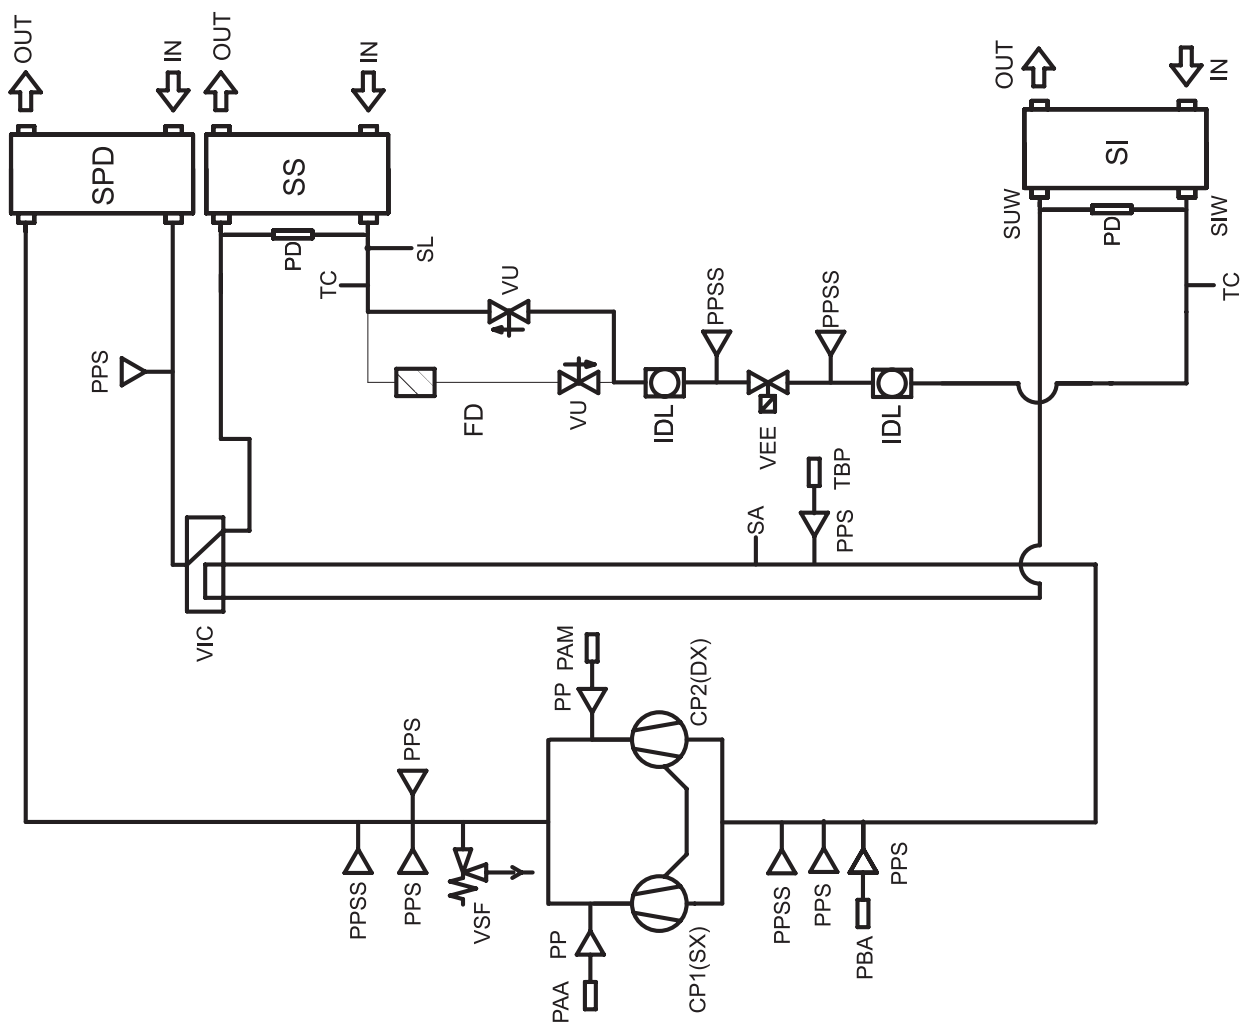 OUT
IN
OUT
IN
OUT
IN
SPD
SS
SI
SUW
SIW
PD
PD
SL
TC
TC
VU
PPSS
PPSS
PPS
FD
VU
IDL
VEE
IDL
TBP
SA
PPS
VIC
PAM
PP
CP2(DX)
PPS
PPSS
PPS
VSF
PP
PAA
CP1(SX)
PPSS
PPS
PPS
PBA